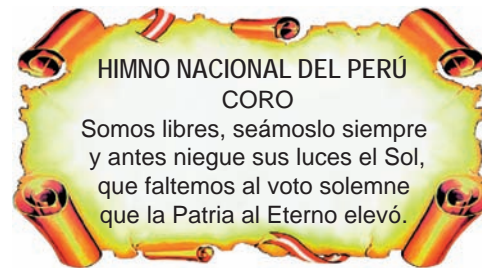 HIMNO NACIONAL DEL PERÚ
CORO
Somos libres, seámoslo siempre
y antes niegue sus luces el Sol,
que faltemos al voto solemne
que la Patria al Eterno elevó.